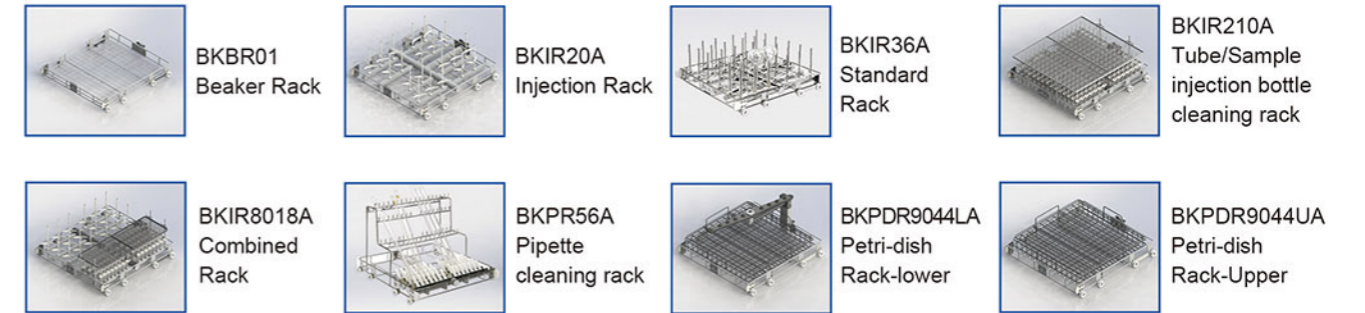 BKBR01
Beaker Rack
BKIR20A
Injection Rack
BKIR36A
Standard
Rack
BKIR210A
Tube/Sample
injection bottle
cleaning rack
BKIR8018A
Combined
Rack
BKPR56A
Pipette
cleaning rack
BKPDR9044LA
Petri-dish
Rack-lower
BKPDR9044UA
Petri-dish
Rack-Upper